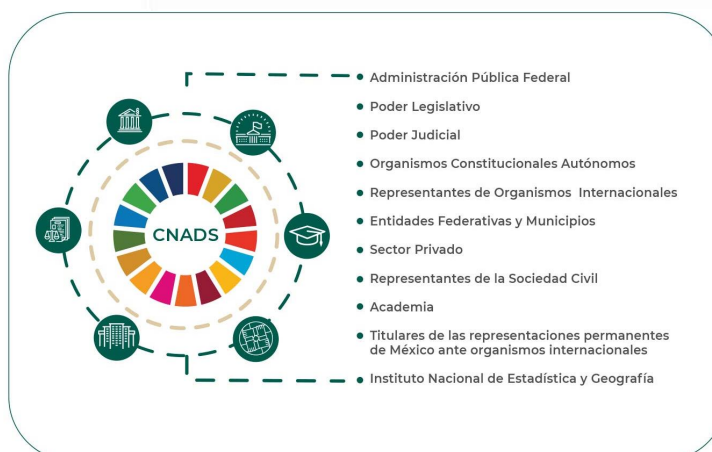 CNADS
Administración Pública Federal
Poder Legislativo
Poder Judicial
Organismos Constitucionales Autónomos
Representantes de Organismos Internacionales
Entidades Federativas y Municipios
Sector Privado
Representantes de la Sociedad Civil
Academia
Titulares de las representaciones permanentes
de México ante organismos internacionales
Instituto Nacional de Estadística y Geografía